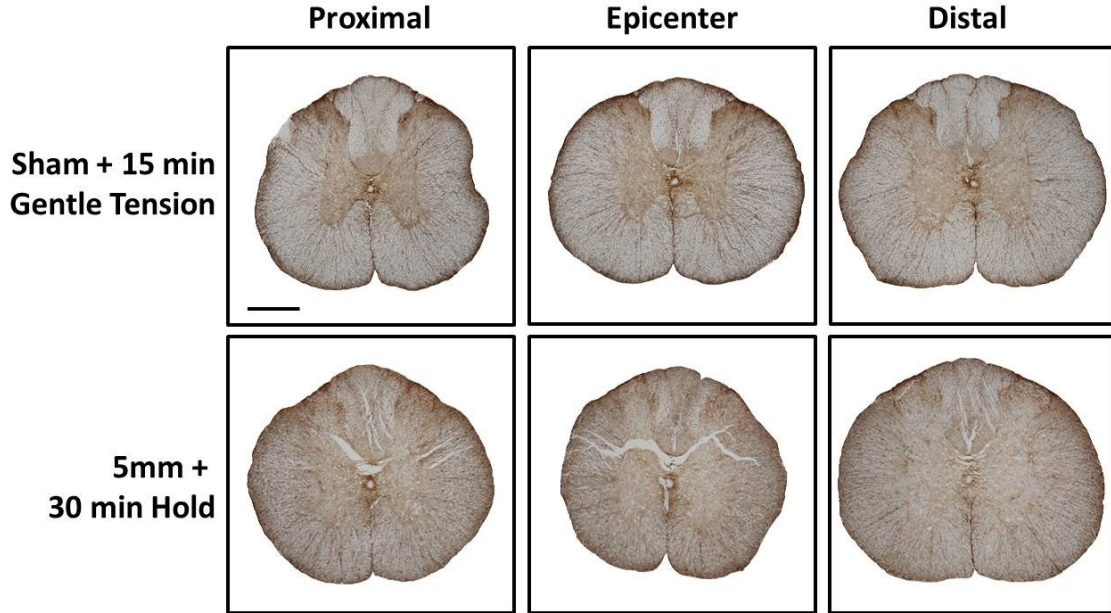 Proximal
Epicenter
Distal
Sham + 15 min
Gentle Tension
5mm +
30 min Hold